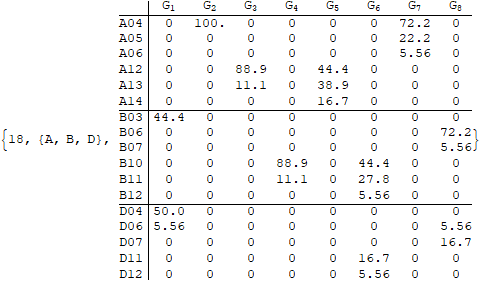 G₁ G₂ G₃ G₄ G₅ G₆ G₇ G₈
A04 0 100. 0 0 0 0 72.2 0
A05 0 0 0 0 0 0 22.2 0
A06 0 0 0 0 0 0 5.56 0
A12 0 0 88.9 0 44.4 0 0 0
A13 0 0 11.1 0 38.9 0 0 0
A14 0 0 0 0 16.7 0 0 0
B03 44.4 0 0 0 0 0 0 0
B06 0 0 0 0 0 0 0 72.2
{18, {A, B, D}, B07 0 0 0 0 0 0 0 5.56}
B10 0 0 0 88.9 0 44.4 0 0
B11 0 0 0 11.1 0 27.8 0 0
B12 0 0 0 0 0 5.56 0 0
D04 50.0 0 0 0 0 0 0 0
D06 5.56 0 0 0 0 0 0 5.56
D07 0 0 0 0 0 0 0 16.7
D11 0 0 0 0 0 16.7 0 0
D12 0 0 0 0 0 5.56 0 0